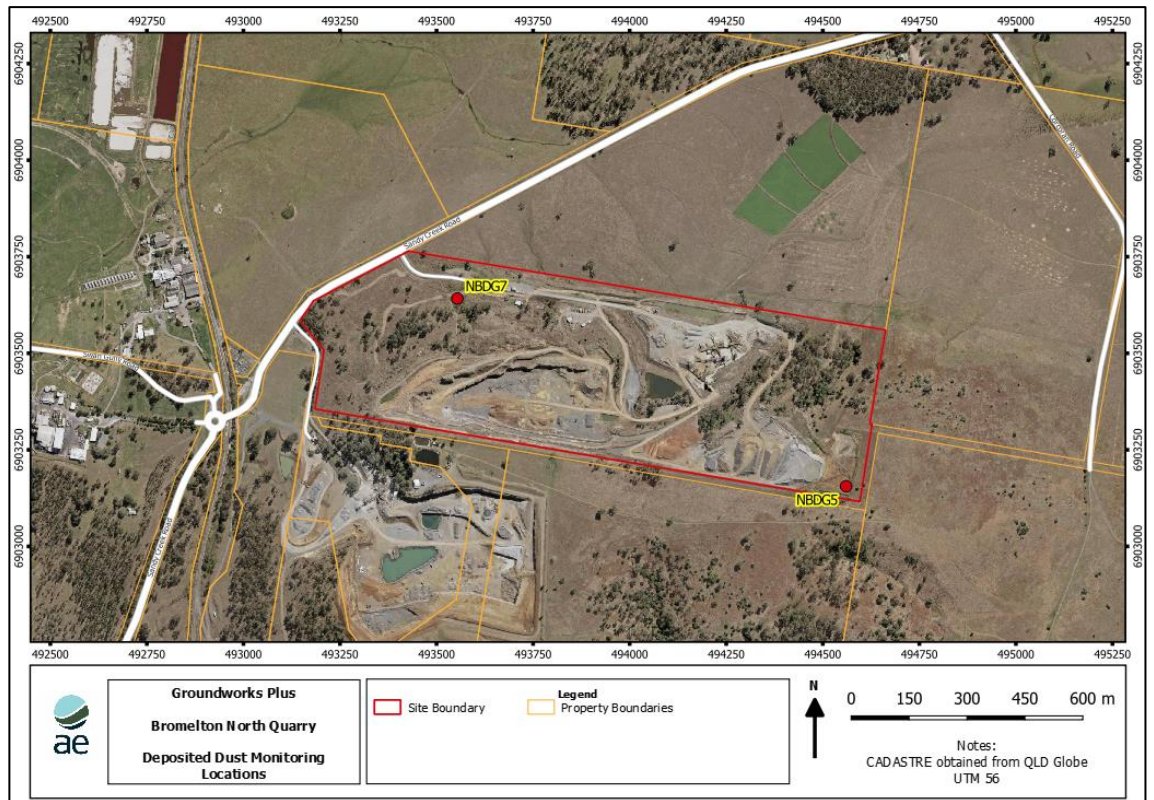 492500 492750 493000 493250 493500 493750 494000 494250 494500 494750 495000 495250
6904250
6904250
6904000
6904000
6903750
6903750
6903500
6903500
6903250
6903250
6903000
6903000
Sandy Creek Road
NBDG7
NBDG5
Sandy Creek Road
492500 492750 493000 493250 493500 493750 494000 494250 494500 494750 495000 495250
ae
Groundworks Plus
Bromelton North Quarry
Deposited Dust Monitoring
Locations
Legend
Site Boundary
Property Boundaries
N
0 150 300 450 600 m
Notes:
CADASTRE obtained from QLD Globe
UTM 56